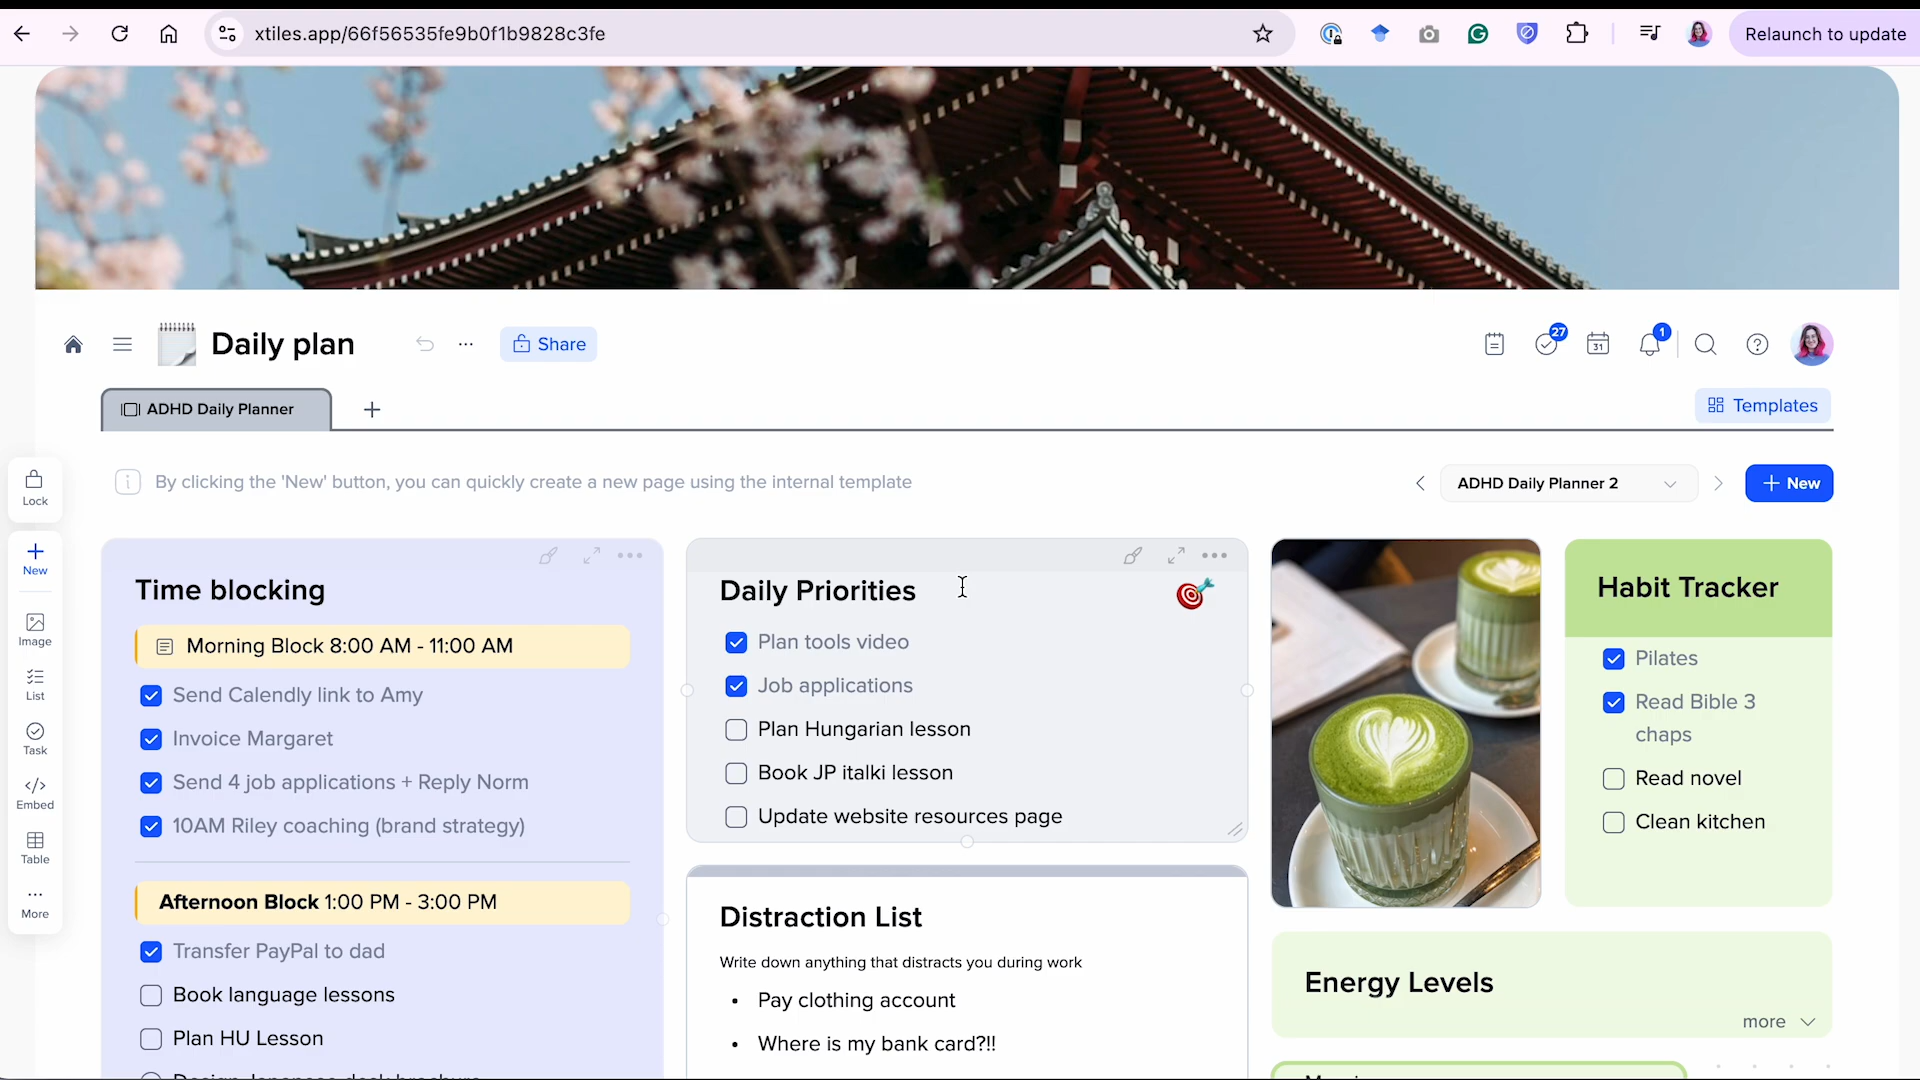 xtiles.app/66f56535fe9b0f1b9828c3fe
Relaunch to update
Daily plan
Share
27
31
1
ADHD Daily Planner
Templates
By clicking the 'New' button, you can quickly create a new page using the internal template
ADHD Daily Planner 2
New
Lock
New
Image
List
Task
Embed
Table
More
Time blocking
Morning Block 8:00 AM - 11:00 AM
Send Calendly link to Amy
Invoice Margaret
Send 4 job applications + Reply Norm
10AM Riley coaching (brand strategy)
Afternoon Block 1:00 PM - 3:00 PM
Transfer PayPal to dad
Book language lessons
Plan HU Lesson
Daily Priorities
Plan tools video
Job applications
Plan Hungarian lesson
Book JP italki lesson
Update website resources page
Distraction List
Write down anything that distracts you during work
• Pay clothing account
• Where is my bank card?!!
Habit Tracker
Pilates
Read Bible 3
chaps
Read novel
Clean kitchen
Energy Levels
more